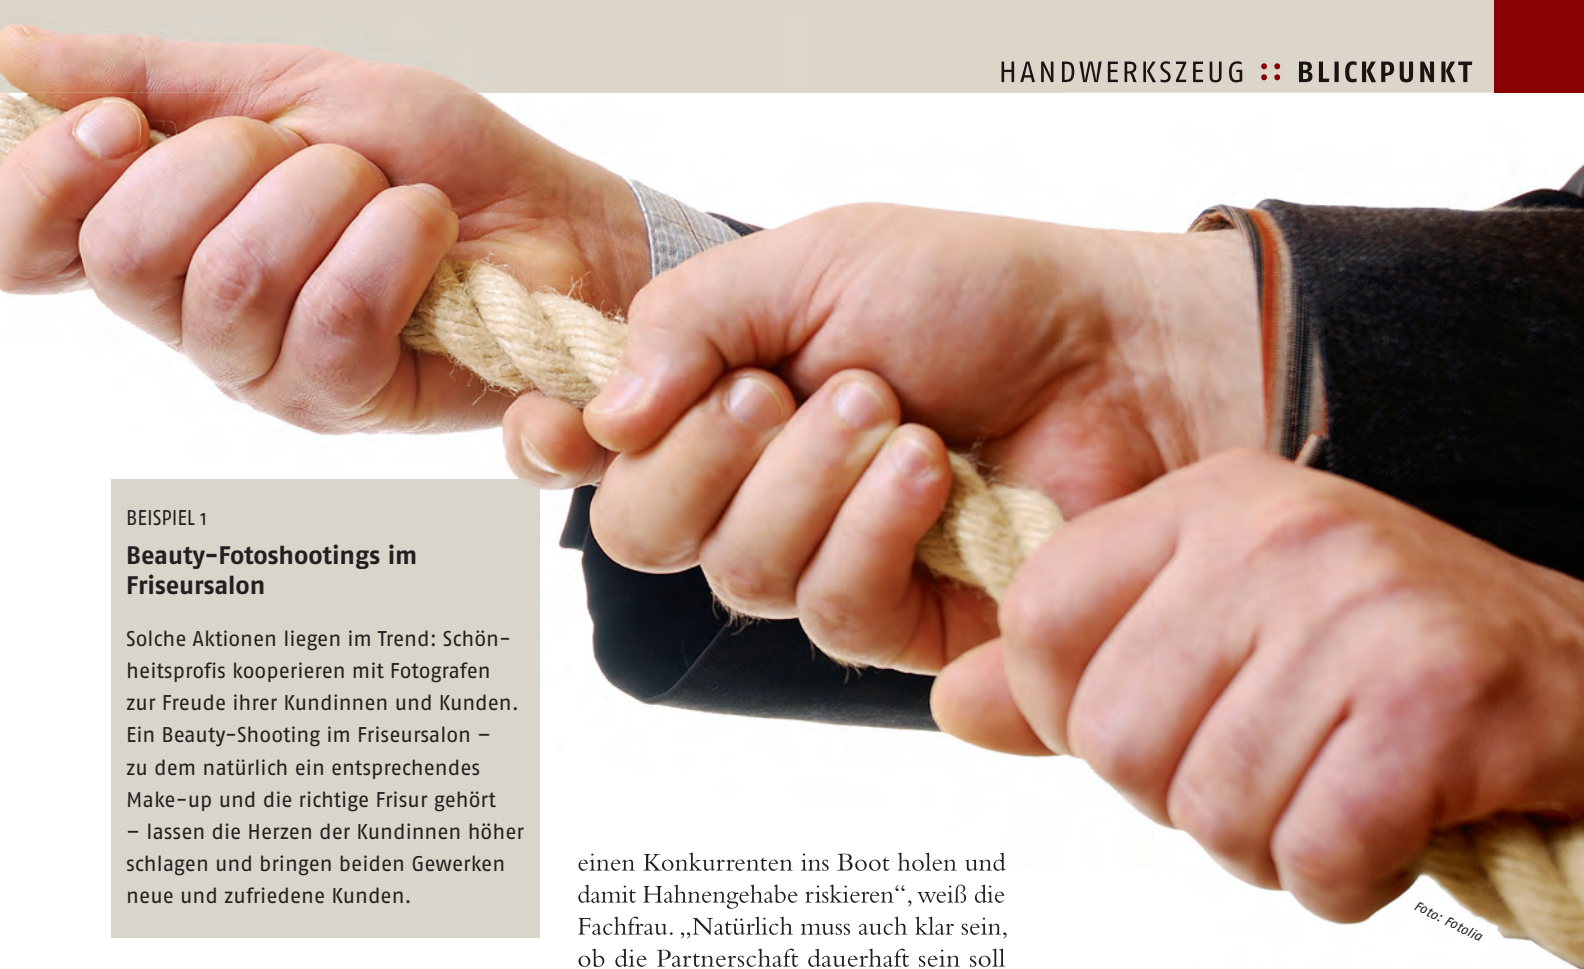 HANDWERKSZEUG :: BLICKPUNKT
BEISPIEL 1
Beauty-Fotoshootings im
Friseursalon
Solche Aktionen liegen im Trend: Schön-
heitsprofis kooperieren mit Fotografen
zur Freude ihrer Kundinnen und Kunden.
Ein Beauty-Shooting im Friseursalon –
zu dem natürlich ein entsprechendes
Make-up und die richtige Frisur gehört
– lassen die Herzen der Kundinnen höher
schlagen und bringen beiden Gewerken
neue und zufriedene Kunden.
einen Konkurrenten ins Boot holen und
damit Hahnengehabe riskieren“, weiß die
Fachfrau. „Natürlich muss auch klar sein,
ob die Partnerschaft dauerhaft sein soll
Foto: Fotolia